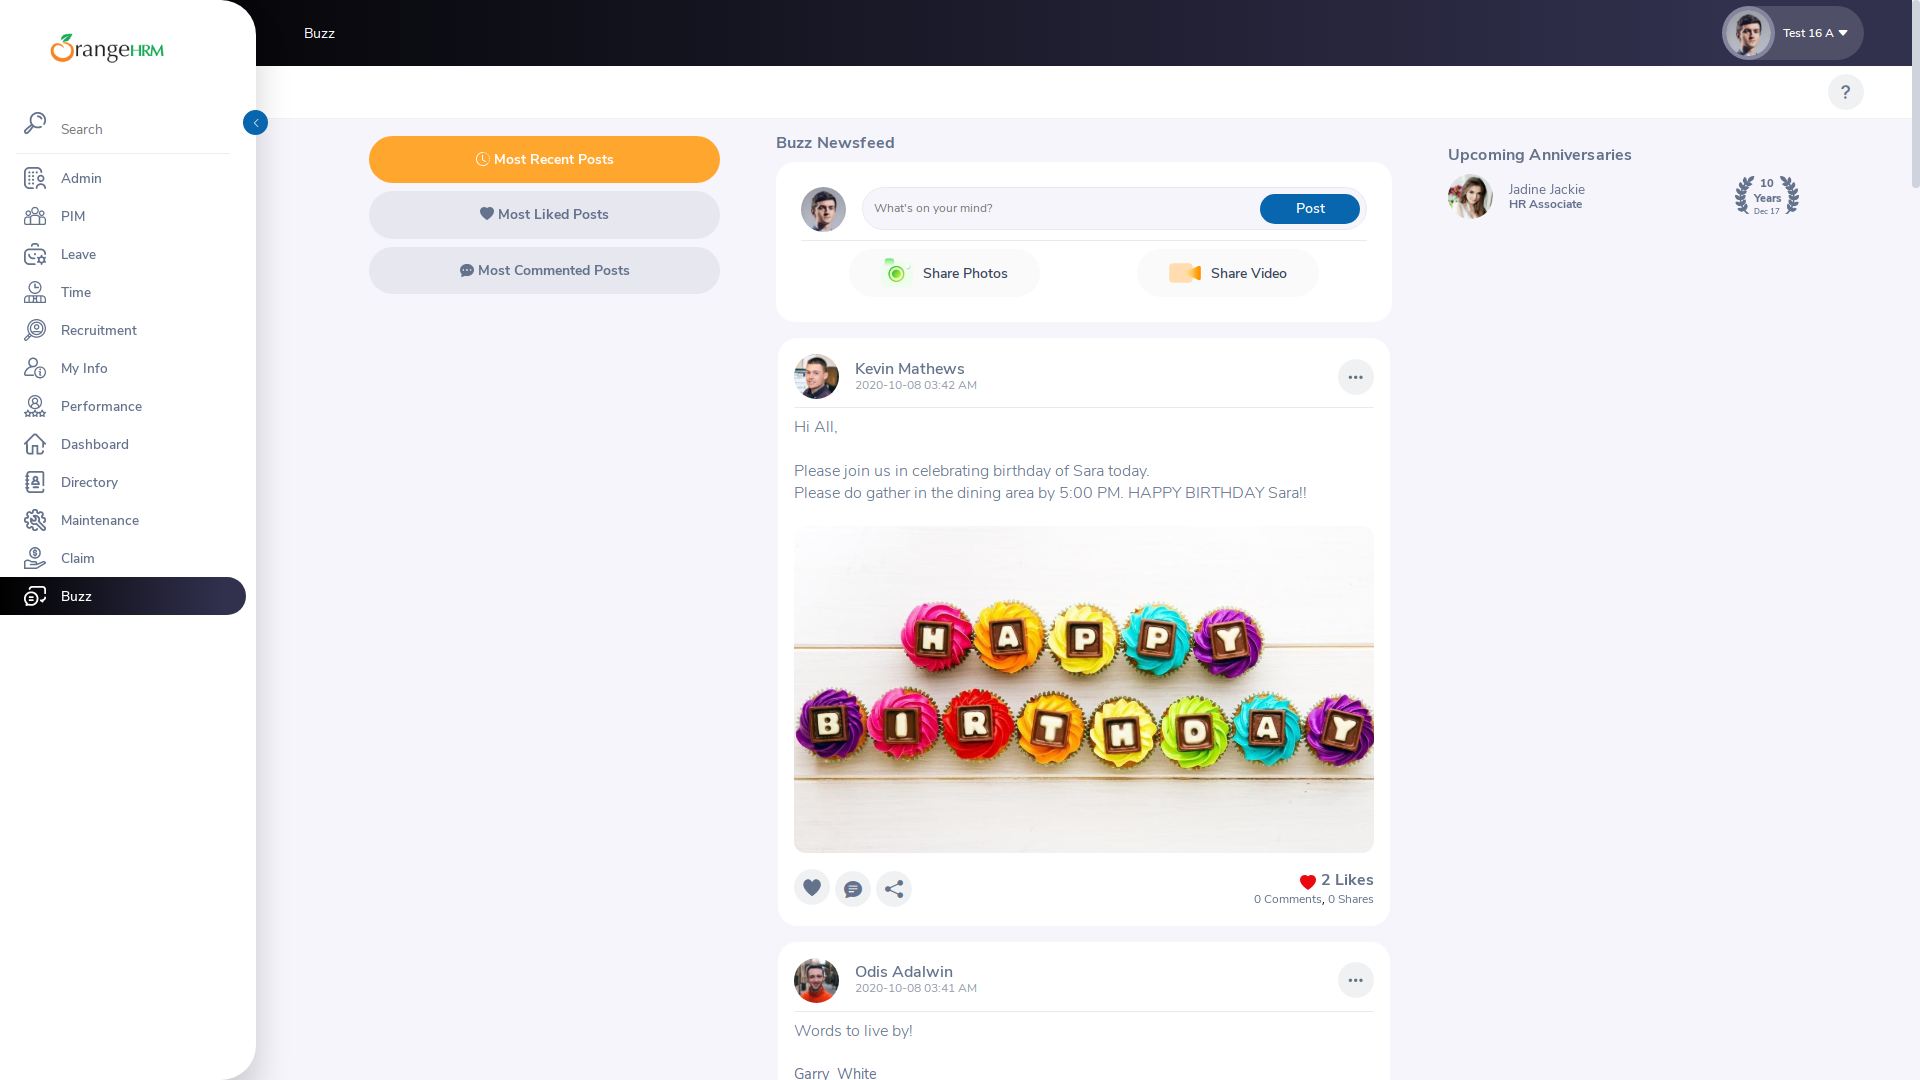 OrangeHRM
Search
Admin
PIM
Leave
Time
Recruitment
My Info
Performance
Dashboard
Directory
Maintenance
Claim
Buzz
Buzz
Test 16 A
?
Most Recent Posts
Most Liked Posts
Most Commented Posts
Buzz Newsfeed
What's on your mind?
Post
Share Photos
Share Video
Kevin Mathews
2020-10-08 03:42 AM
Hi All,
Please join us in celebrating birthday of Sara today.
Please do gather in the dining area by 5:00 PM. HAPPY BIRTHDAY Sara!!
HAPPY
BIRTHDAY
2 Likes
0 Comments, 0 Shares
Odis Adalwin
2020-10-08 03:41 AM
Words to live by!
Garry White
Upcoming Anniversaries
Jadine Jackie
HR Associate
10
Years
Dec 17